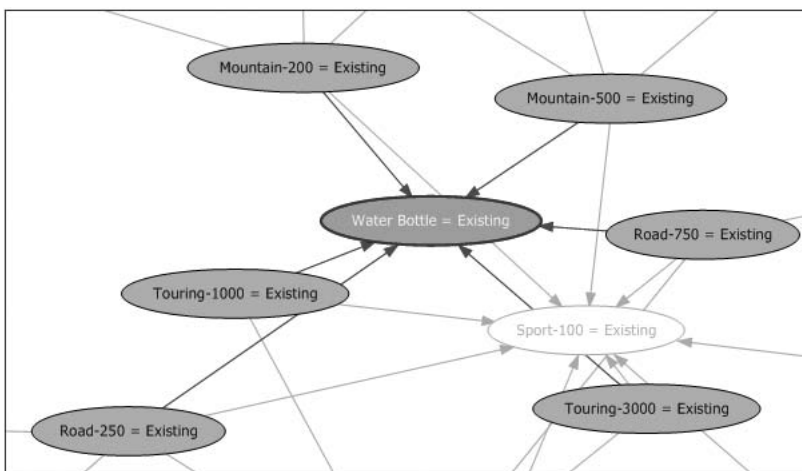 Mountain-200 = Existing
Mountain-500 = Existing
Water Bottle = Existing
Road-750 = Existing
Touring-1000 = Existing
Sport-100 = Existing
Touring-3000 = Existing
Road-250 = Existing